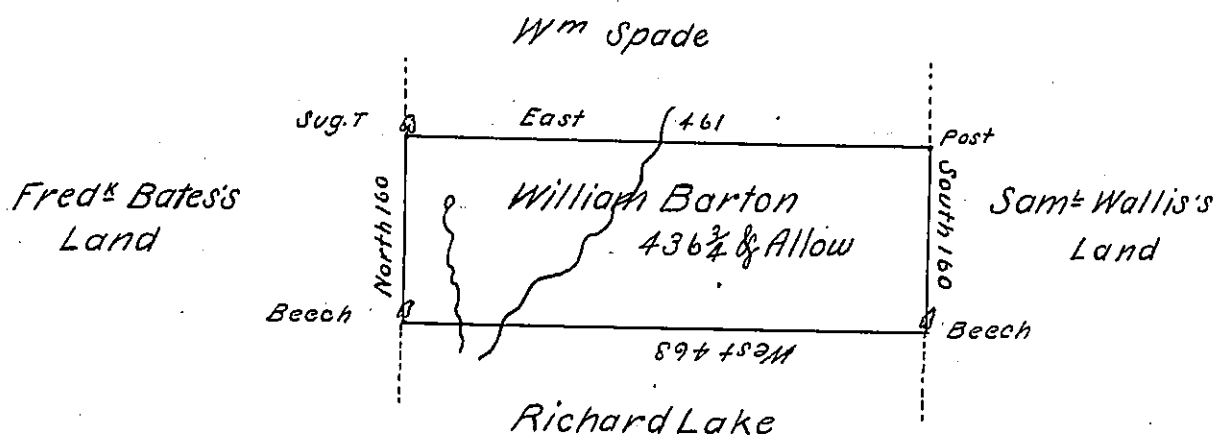 Wm Spade
Sug. T East 461 Post
Fredk Bates's
Land
North 160
William Barton
436¾ & Allow
South 160
Saml Wallis's
Land
Beech
West 468
Beech
Richard Lake